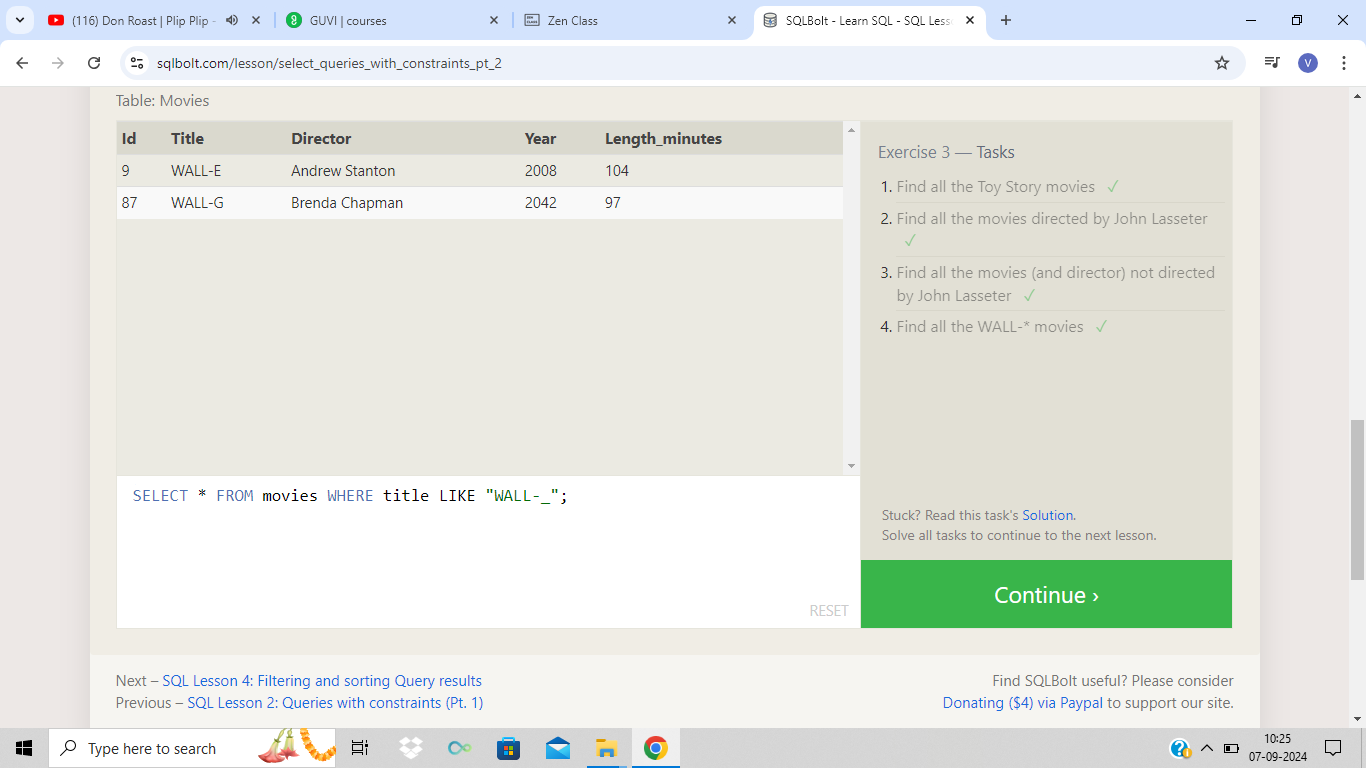 (116) Don Roast | Plip Plip -
GUVI | courses
Zen Class
SQLBolt - Learn SQL - SQL Less
sqlbolt.com/lesson/select_queries_with_constraints_pt_2
V
Table: Movies
Id Title Director Year Length_minutes
9 WALL-E Andrew Stanton 2008 104
87 WALL-G Brenda Chapman 2042 97
Exercise 3 — Tasks
1. Find all the Toy Story movies ✓
2. Find all the movies directed by John Lasseter
✓
3. Find all the movies (and director) not directed
by John Lasseter ✓
4. Find all the WALL-* movies ✓
SELECT * FROM movies WHERE title LIKE "WALL-_";
RESET
Stuck? Read this task's Solution.
Solve all tasks to continue to the next lesson.
Continue ›
Next – SQL Lesson 4: Filtering and sorting Query results
Previous – SQL Lesson 2: Queries with constraints (Pt. 1)
Find SQLBolt useful? Please consider
Donating ($4) via Paypal to support our site.
Type here to search
10:25
07-09-2024